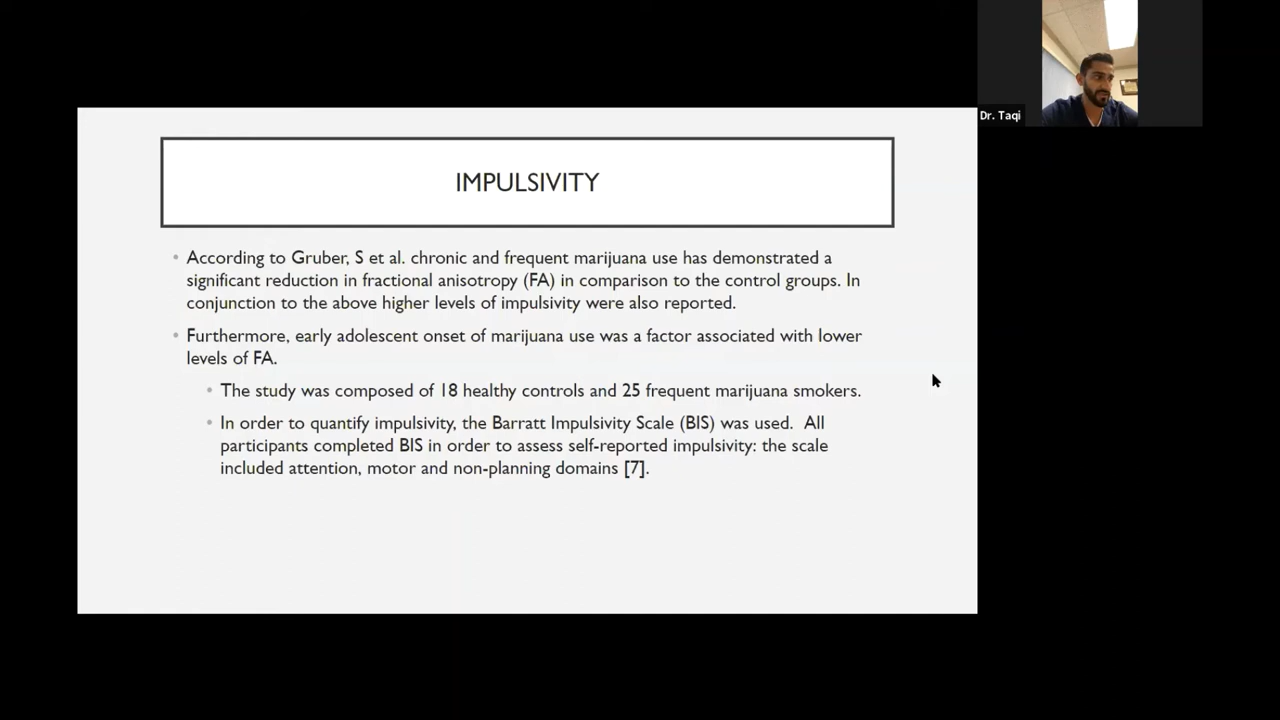 IMPULSIVITY
• According to Gruber, S et al. chronic and frequent marijuana use has demonstrated a
significant reduction in fractional anisotropy (FA) in comparison to the control groups. In
conjunction to the above higher levels of impulsivity were also reported.
• Furthermore, early adolescent onset of marijuana use was a factor associated with lower
levels of FA.
• The study was composed of 18 healthy controls and 25 frequent marijuana smokers.
• In order to quantify impulsivity, the Barratt Impulsivity Scale (BIS) was used. All
participants completed BIS in order to assess self-reported impulsivity: the scale
included attention, motor and non-planning domains [7].
Dr. Taqi